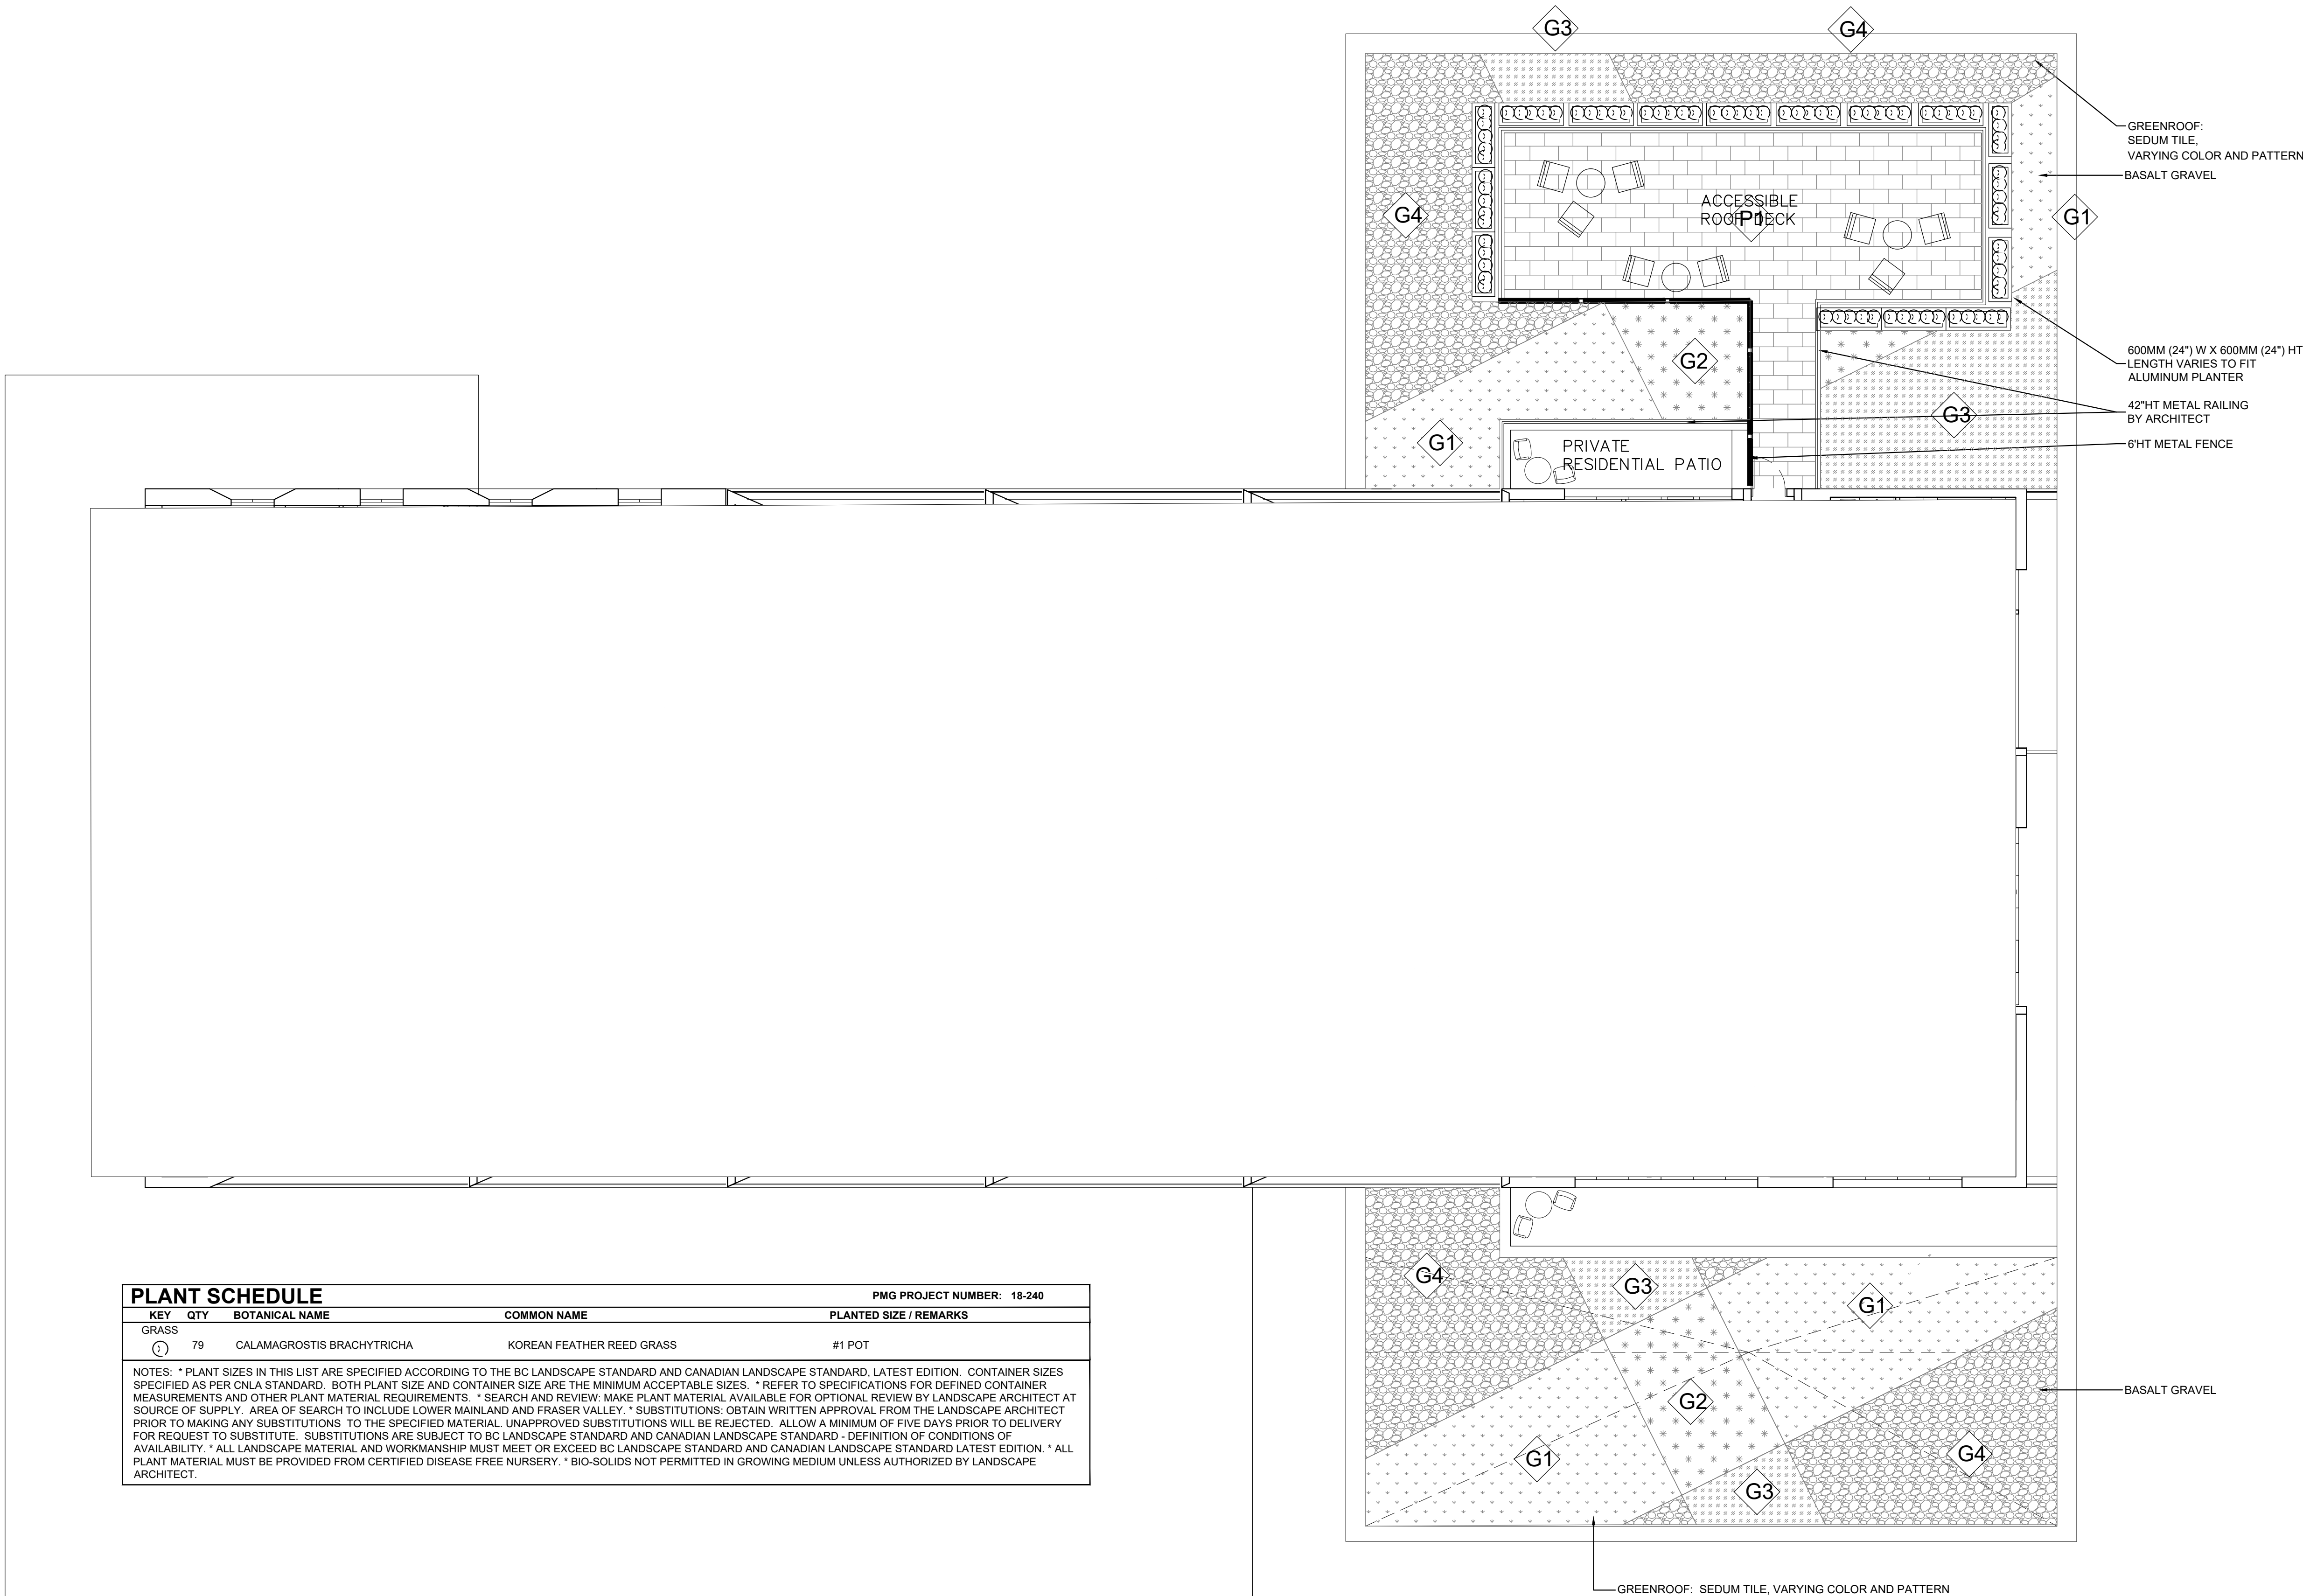 G3
G4
GREENROOF:
SEDUM TILE,
VARYING COLOR AND PATTERN
BASALT GRAVEL
G4
ACCESSIBLE
ROOF DECK
P1
G1
G2
600MM (24") W X 600MM (24") HT
LENGTH VARIES TO FIT
ALUMINUM PLANTER
42"HT METAL RAILING
BY ARCHITECT
G3
G1
6'HT METAL FENCE
PRIVATE
RESIDENTIAL PATIO
G4
G3
G1
BASALT GRAVEL
G2
G1
G4
G3
GREENROOF: SEDUM TILE, VARYING COLOR AND PATTERN
PLANT SCHEDULE PMG PROJECT NUMBER: 18-240
KEY QTY BOTANICAL NAME COMMON NAME PLANTED SIZE / REMARKS
GRASS
79 CALAMAGROSTIS BRACHYTRICHA KOREAN FEATHER REED GRASS #1 POT
NOTES: * PLANT SIZES IN THIS LIST ARE SPECIFIED ACCORDING TO THE BC LANDSCAPE STANDARD AND CANADIAN LANDSCAPE STANDARD, LATEST EDITION. CONTAINER SIZES
SPECIFIED AS PER CNLA STANDARD. BOTH PLANT SIZE AND CONTAINER SIZE ARE THE MINIMUM ACCEPTABLE SIZES. * REFER TO SPECIFICATIONS FOR DEFINED CONTAINER
MEASUREMENTS AND OTHER PLANT MATERIAL REQUIREMENTS. * SEARCH AND REVIEW: MAKE PLANT MATERIAL AVAILABLE FOR OPTIONAL REVIEW BY LANDSCAPE ARCHITECT AT
SOURCE OF SUPPLY. AREA OF SEARCH TO INCLUDE LOWER MAINLAND AND FRASER VALLEY. * SUBSTITUTIONS: OBTAIN WRITTEN APPROVAL FROM THE LANDSCAPE ARCHITECT
PRIOR TO MAKING ANY SUBSTITUTIONS TO THE SPECIFIED MATERIAL. UNAPPROVED SUBSTITUTIONS WILL BE REJECTED. ALLOW A MINIMUM OF FIVE DAYS PRIOR TO DELIVERY
FOR REQUEST TO SUBSTITUTE. SUBSTITUTIONS ARE SUBJECT TO BC LANDSCAPE STANDARD AND CANADIAN LANDSCAPE STANDARD - DEFINITION OF CONDITIONS OF
AVAILABILITY. * ALL LANDSCAPE MATERIAL AND WORKMANSHIP MUST MEET OR EXCEED BC LANDSCAPE STANDARD AND CANADIAN LANDSCAPE STANDARD LATEST EDITION. * ALL
PLANT MATERIAL MUST BE PROVIDED FROM CERTIFIED DISEASE FREE NURSERY. * BIO-SOLIDS NOT PERMITTED IN GROWING MEDIUM UNLESS AUTHORIZED BY LANDSCAPE
ARCHITECT.